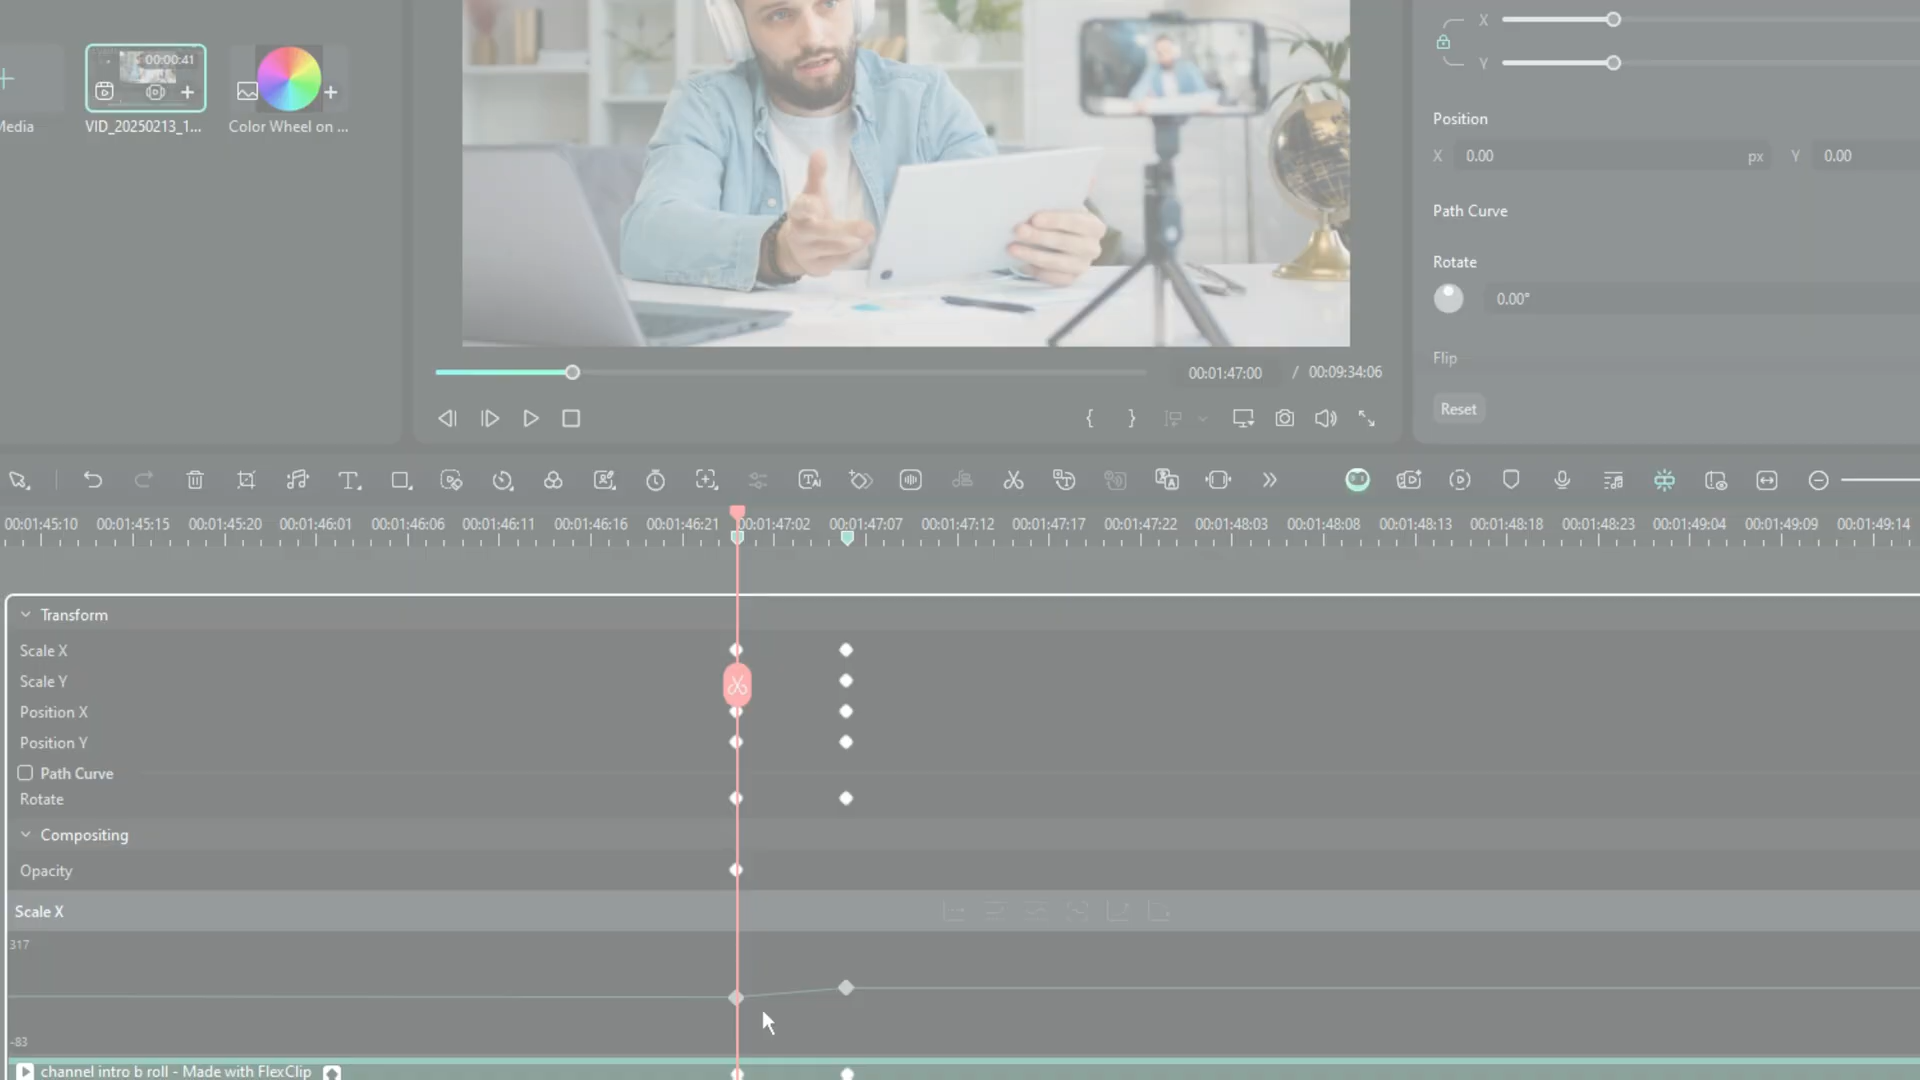 Media
00:00:41
VID_20250213_1...
Color Wheel on ...
X
Y
Position
X 0.00 px Y 0.00
Path Curve
Rotate
0.00°
Flip
Reset
00:01:47:00 / 00:09:34:06
00:01:45:10 00:01:45:15 00:01:45:20 00:01:46:01 00:01:46:06 00:01:46:11 00:01:46:16 00:01:46:21 00:01:47:02 00:01:47:07 00:01:47:12 00:01:47:17 00:01:47:22 00:01:48:03 00:01:48:08 00:01:48:13 00:01:48:18 00:01:48:23 00:01:49:04 00:01:49:09 00:01:49:14
Transform
Scale X
Scale Y
Position X
Position Y
Path Curve
Rotate
Compositing
Opacity
Scale X
317
-83
channel intro b roll - Made with FlexClip